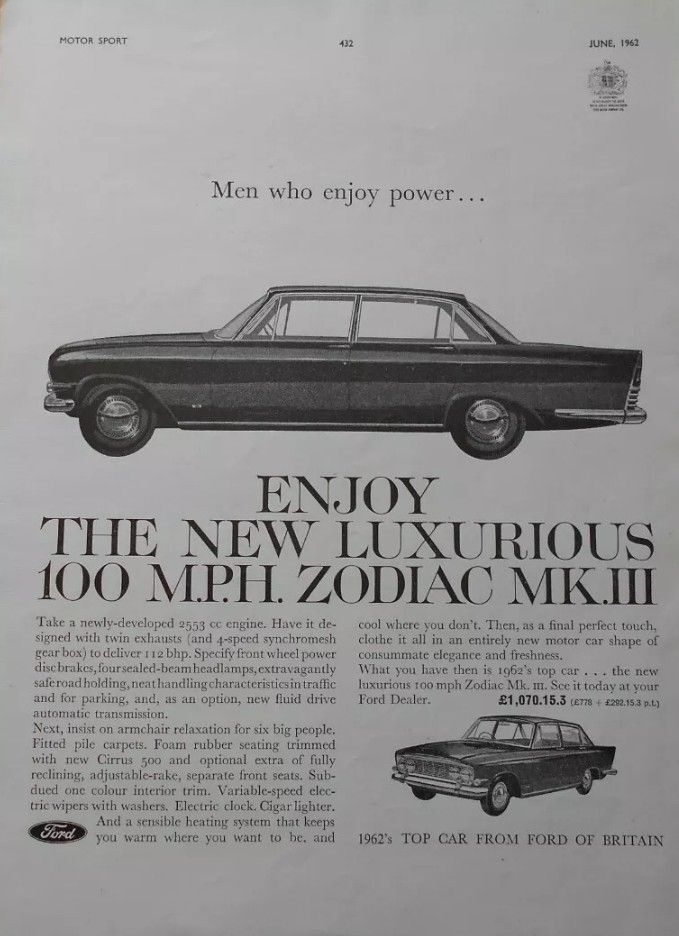 MOTOR SPORT
432
JUNE, 1962
Men who enjoy power...
ENJOY
THE NEW LUXURIOUS
100 M.P.H. ZODIAC MK.III
Take a newly-developed 2553 cc engine. Have it de-
signed with twin exhausts (and 4-speed synchromesh
gear box) to deliver 112 bhp. Specify front wheel power
disc brakes, four sealed-beam headlamps, extravagantly
safe road holding, neat handling characteristics in traffic
and for parking, and, as an option, new fluid drive
automatic transmission.
Next, insist on armchair relaxation for six big people.
Fitted pile carpets. Foam rubber seating trimmed
with new Cirrus 500 and optional extra of fully
reclining, adjustable-rake, separate front seats. Sub-
dued one colour interior trim. Variable-speed elec-
tric wipers with washers. Electric clock. Cigar lighter.
And a sensible heating system that keeps
you warm where you want to be, and
Ford
cool where you don't. Then, as a final perfect touch,
clothe it all in an entirely new motor car shape of
consummate elegance and freshness.
What you have then is 1962's top car . . . the new
luxurious 100 mph Zodiac Mk. III. See it today at your
Ford Dealer. £1,070.15.3 (£778 + £292.15.3 p.t.)
1962's TOP CAR FROM FORD OF BRITAIN